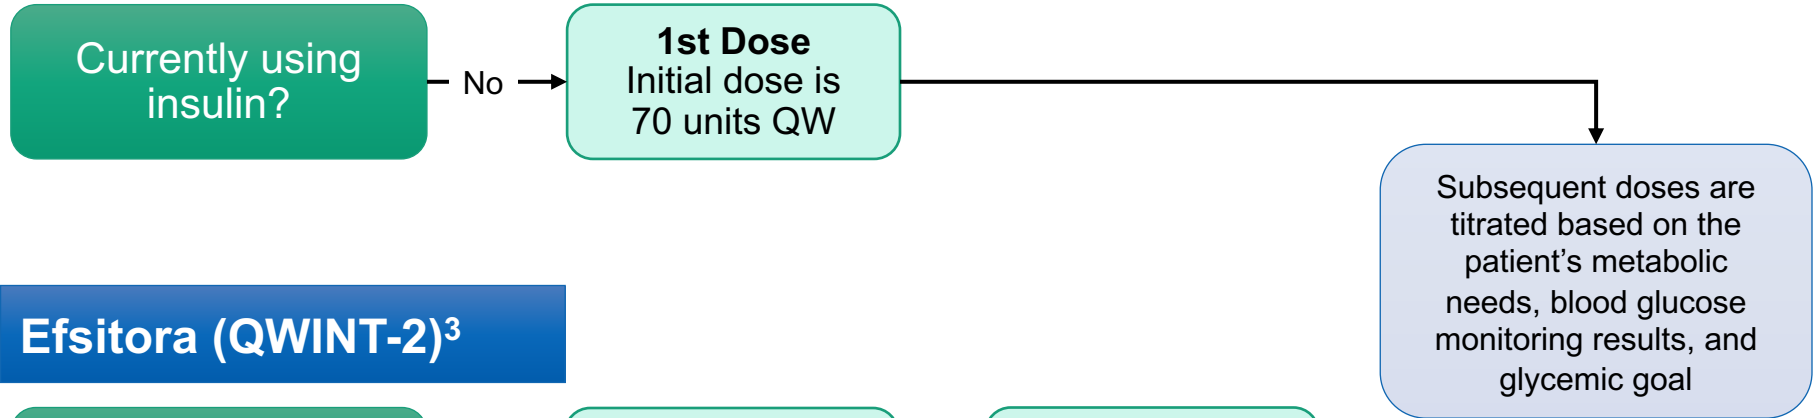 Currently using
insulin?
No
1st Dose
Initial dose is
70 units QW
Subsequent doses are
titrated based on the
patient’s metabolic
needs, blood glucose
monitoring results, and
glycemic goal
Efsitora (QWINT-2)³